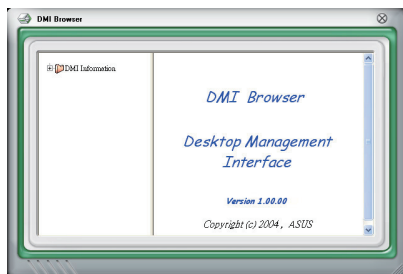 DMI Browser
DMI Information
DMI Browser
Desktop Management
Interface
Version 1.00.00
Copyright (c) 2004, ASUS